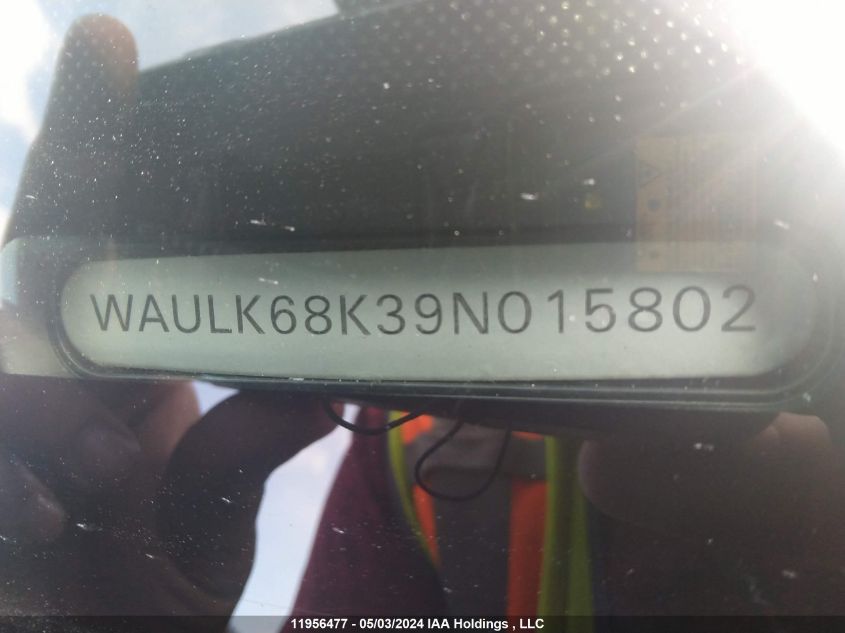 WAULK68K39N015802
11956477 - 05/03/2024 IAA Holdings , LLC